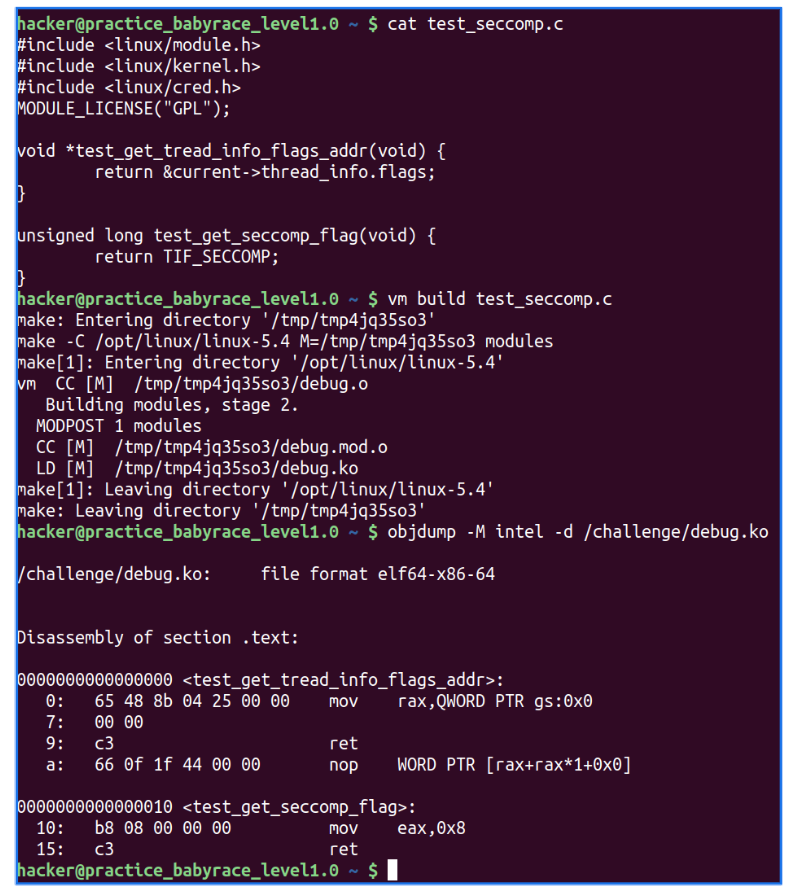 hacker@practice_babyrace_level1.0 ~ $ cat test_seccomp.c
#include <linux/module.h>
#include <linux/kernel.h>
#include <linux/cred.h>
MODULE_LICENSE("GPL");

void *test_get_tread_info_flags_addr(void) {
        return &current->thread_info.flags;
}

unsigned long test_get_seccomp_flag(void) {
        return TIF_SECCOMP;
}
hacker@practice_babyrace_level1.0 ~ $ vm build test_seccomp.c
make: Entering directory '/tmp/tmp4jq35so3'
make -C /opt/linux/linux-5.4 M=/tmp/tmp4jq35so3 modules
make[1]: Entering directory '/opt/linux/linux-5.4'
vm  CC [M]  /tmp/tmp4jq35so3/debug.o
   Building modules, stage 2.
  MODPOST 1 modules
  CC [M]  /tmp/tmp4jq35so3/debug.mod.o
  LD [M]  /tmp/tmp4jq35so3/debug.ko
make[1]: Leaving directory '/opt/linux/linux-5.4'
make: Leaving directory '/tmp/tmp4jq35so3'
hacker@practice_babyrace_level1.0 ~ $ objdump -M intel -d /challenge/debug.ko

/challenge/debug.ko:     file format elf64-x86-64


Disassembly of section .text:

0000000000000000 <test_get_tread_info_flags_addr>:
   0:   65 48 8b 04 25 00 00    mov    rax,QWORD PTR gs:0x0
   7:   00 00
   9:   c3                      ret
   a:   66 0f 1f 44 00 00       nop    WORD PTR [rax+rax*1+0x0]

0000000000000010 <test_get_seccomp_flag>:
  10:   b8 08 00 00 00          mov    eax,0x8
  15:   c3                      ret
hacker@practice_babyrace_level1.0 ~ $